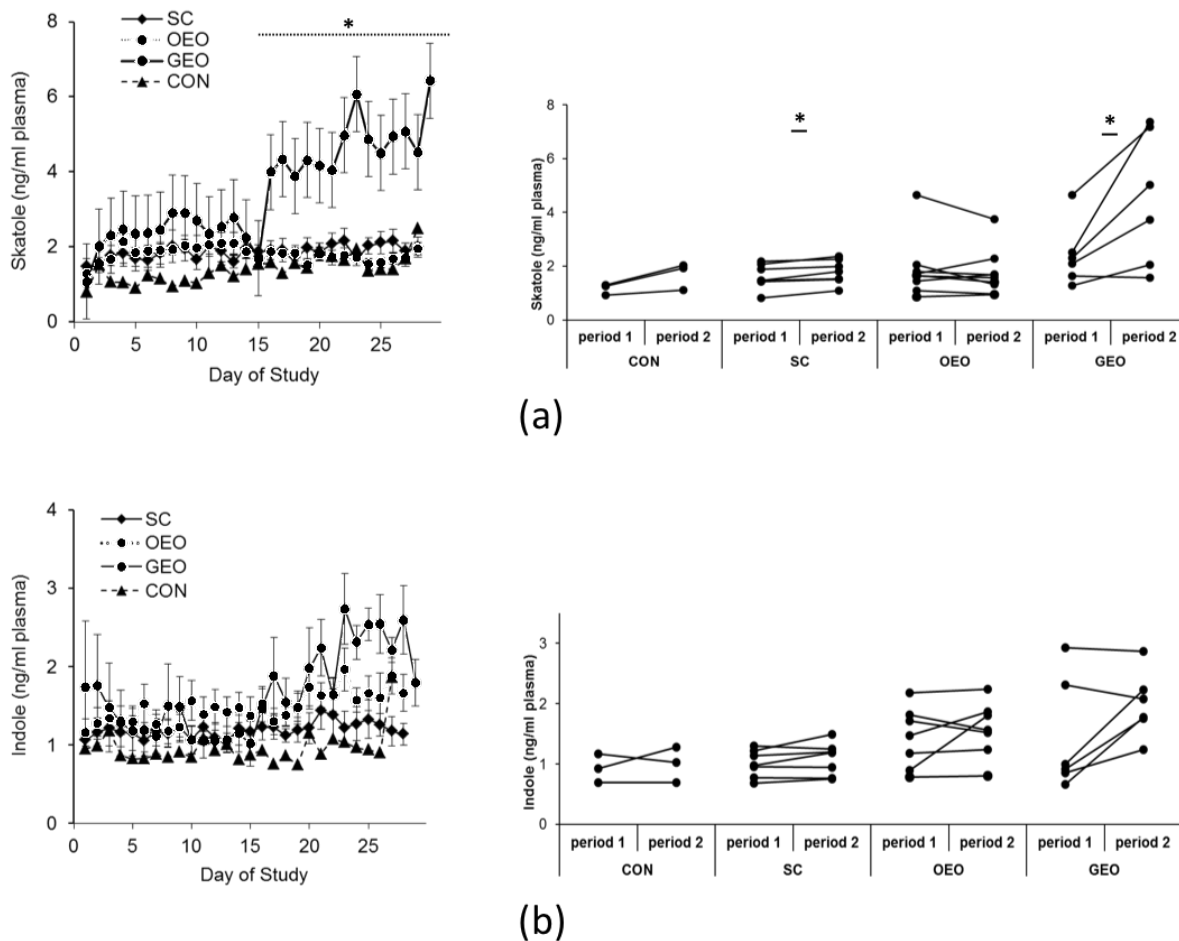 SC
OEO
GEO
CON
*
8
6
4
2
0
Skatole (ng/ml plasma)
0 5 10 15 20 25
Day of Study
8
6
4
2
0
Skatole (ng/ml plasma)
* *
period 1 period 2 period 1 period 2 period 1 period 2 period 1 period 2
CON SC OEO GEO
(a)
SC
OEO
GEO
CON
4
3
2
1
0
Indole (ng/ml plasma)
0 5 10 15 20 25
Day of Study
3
2
1
0
Indole (ng/ml plasma)
period 1 period 2 period 1 period 2 period 1 period 2 period 1 period 2
CON SC OEO GEO
(b)